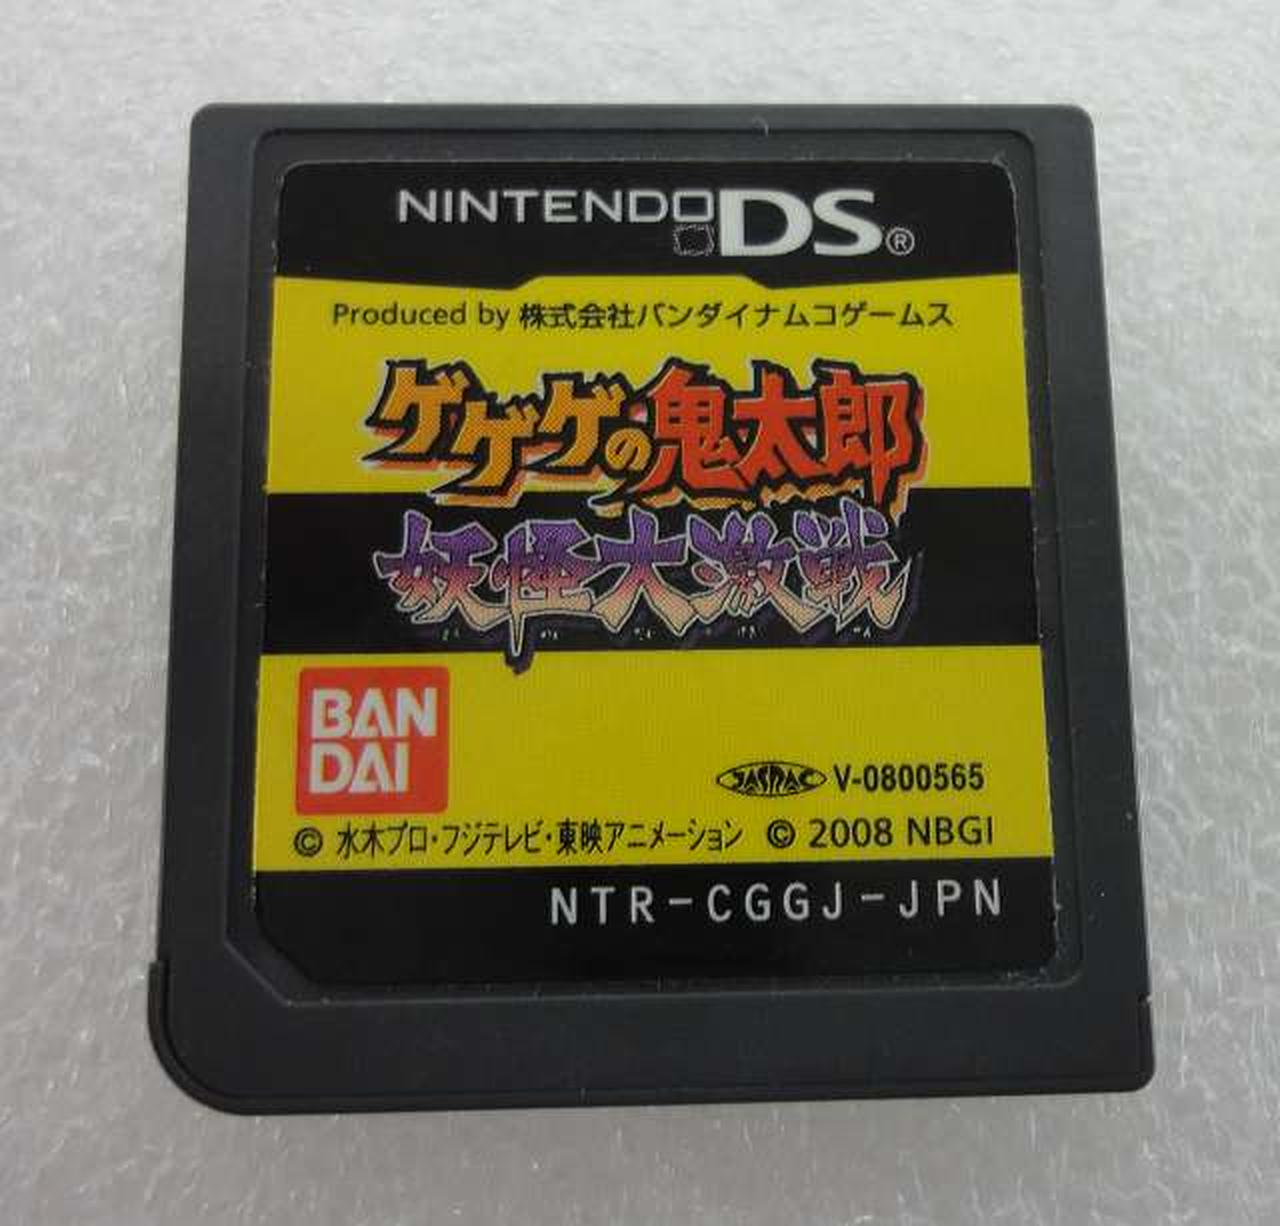 NINTENDO DS®
Produced by 株式会社バンダイナムコゲームス
ゲゲゲの鬼太郎
妖怪大激戦
BAN
DAI
JASRAC V-0800565
© 水木プロ・フジテレビ・東映アニメーション © 2008 NBGI
NTR-CGGJ-JPN